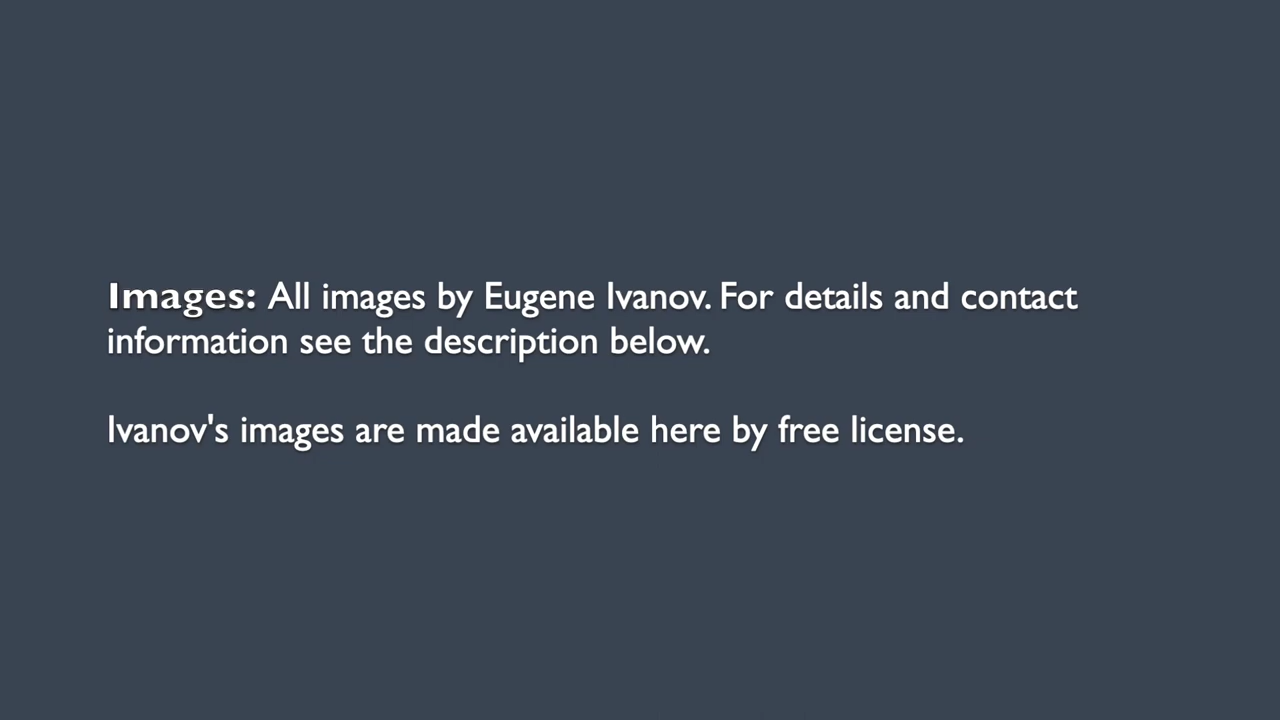 Images: All images by Eugene Ivanov. For details and contact
information see the description below.
Ivanov's images are made available here by free license.